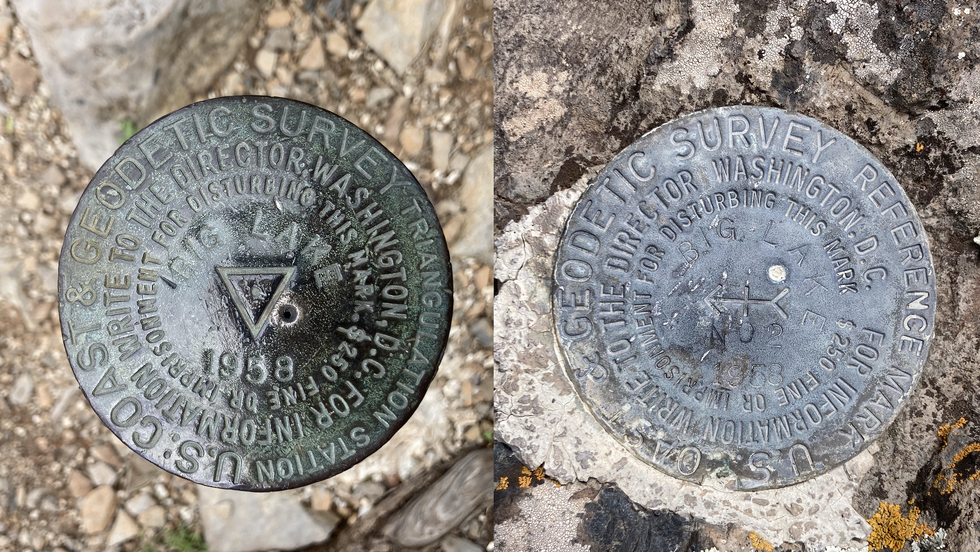 U.S. COAST & GEODETIC SURVEY TRIANGULATION STATION
WRITE TO THE DIRECTOR, WASHINGTON, D.C. FOR INFORMATION
$250 FINE OR IMPRISONMENT FOR DISTURBING THIS MARK.
BIG LAKE
1958
U.S. COAST & GEODETIC SURVEY REFERENCE MARK
FOR INFORMATION WRITE TO THE DIRECTOR WASHINGTON, D.C.
$250 FINE OR IMPRISONMENT FOR DISTURBING THIS MARK
BIG LAKE
NO 2
1958